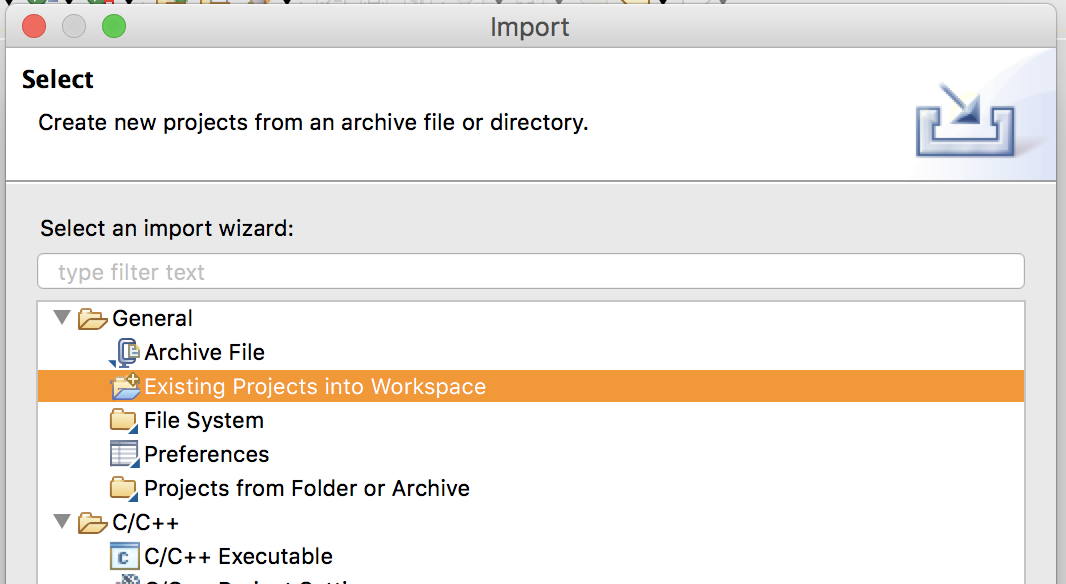 Import
Select
Create new projects from an archive file or directory.
Select an import wizard:
type filter text
General
Archive File
Existing Projects into Workspace
File System
Preferences
Projects from Folder or Archive
C/C++
C/C++ Executable